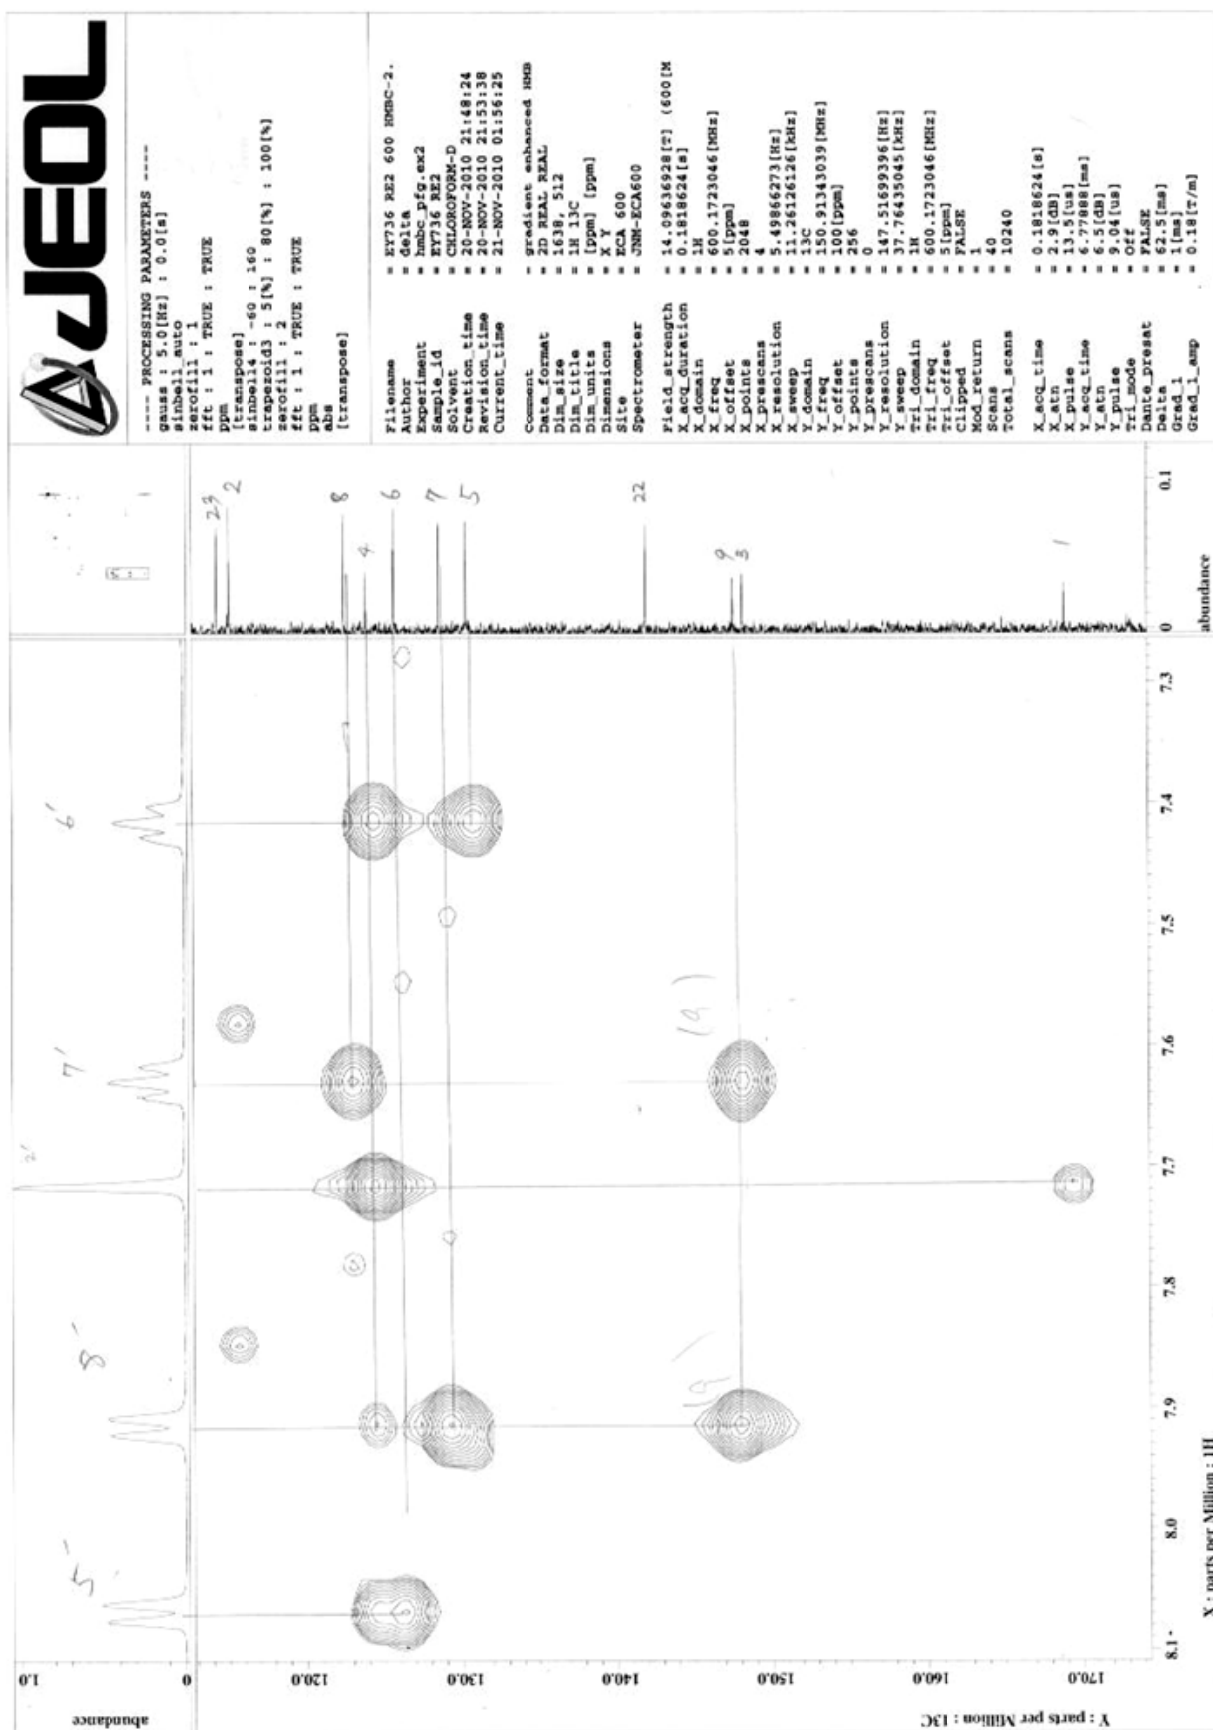 JEOL
---- PROCESSING PARAMETERS ----
gauss : 5.0[Hz] : 0.0[s]
sinbell_auto
zerofill : 1
fft : 1 : TRUE : TRUE
ppm
[transpose]
sinbell4 : -60 : 160
trapezoid3 : 5[%] : 80[%] : 100[%]
zerofill : 2
fft : 1 : TRUE : TRUE
ppm
abs
[transpose]
Filename = EY736 RE2 600 HMBC-2.
Author = delta
Experiment = hmbc_pfg.ex2
Sample_id = EY736 RE2
Solvent = CHLOROFORM-D
Creation_time = 20-NOV-2010 21:48:24
Revision_time = 20-NOV-2010 21:53:38
Current_time = 21-NOV-2010 01:56:25
Comment = gradient enhanced HMB
Data_format = 2D REAL REAL
Dim_size = 1638, 512
Dim_title = 1H 13C
Dim_units = [ppm] [ppm]
Dimensions = X Y
Site = ECA 600
Spectrometer = JNM-ECA600
Field_strength = 14.09636928[T] (600[M
X_acq_duration = 0.1818624[s]
X_domain = 1H
X_freq = 600.1723046[MHz]
X_offset = 5[ppm]
X_points = 2048
X_prescans = 4
X_resolution = 5.49866273[Hz]
X_sweep = 11.26126126[kHz]
Y_domain = 13C
Y_freq = 150.91343039[MHz]
Y_offset = 100[ppm]
Y_points = 256
Y_prescans = 0
Y_resolution = 147.51699396[Hz]
Y_sweep = 37.76435045[kHz]
Tri_domain = 1H
Tri_freq = 600.1723046[MHz]
Tri_offset = 5[ppm]
Clipped = FALSE
Mod_return = 1
Scans = 40
Total_scans = 10240
X_acq_time = 0.1818624[s]
X_atn = 2.9[dB]
X_pulse = 13.5[us]
Y_acq_time = 6.77888[ms]
Y_atn = 6.5[dB]
Y_pulse = 9.04[us]
Tri_mode = Off
Dante_presat = FALSE
Delta = 62.5[ms]
Grad_1 = 1[ms]
Grad_1_amp = 0.18[T/m]
23 2 8 4 6 7 5 22 9 3 1
0 0.1
abundance
5' 8' 7' 2' 6'
(9)
(9)
8.1 8.0 7.9 7.8 7.7 7.6 7.5 7.4 7.3
X : parts per Million : 1H
120.0 130.0 140.0 150.0 160.0 170.0
Y : parts per Million : 13C
0 1.0
abundance